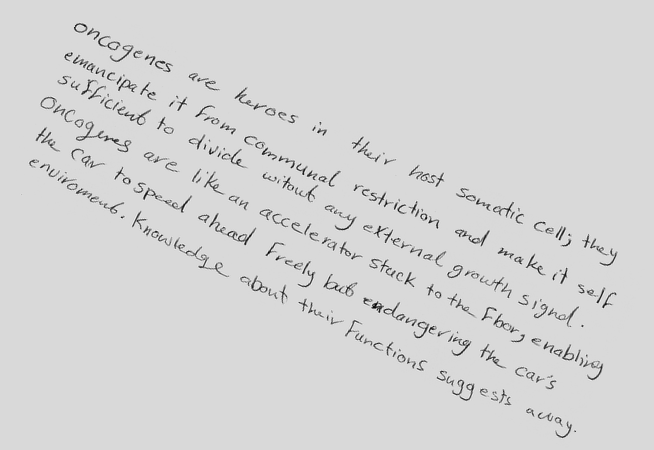 oncogenes are heroes in their host somatic cell; they
emancipate it from communal restriction and make it self
sufficient to divide witout any external growth signal.
Oncogenes are like an accelerator stuck to the floor, enabling
the car to speed ahead freely but endangering the car's
enviroment. Knowledge about their functions suggests away.